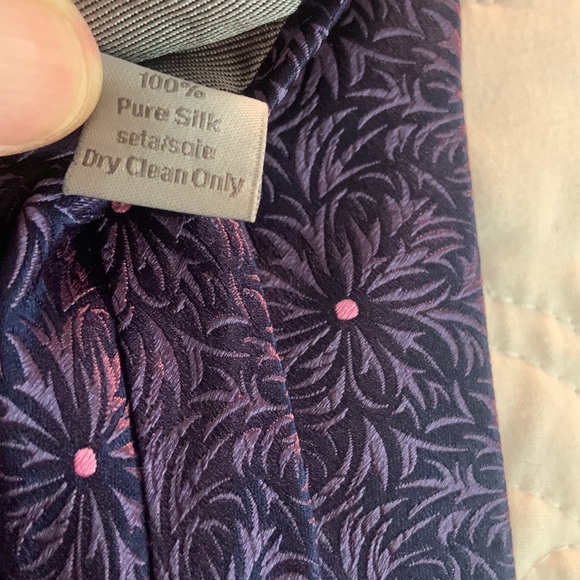 100%
Pure Silk
seta/soie
Dry Clean Only